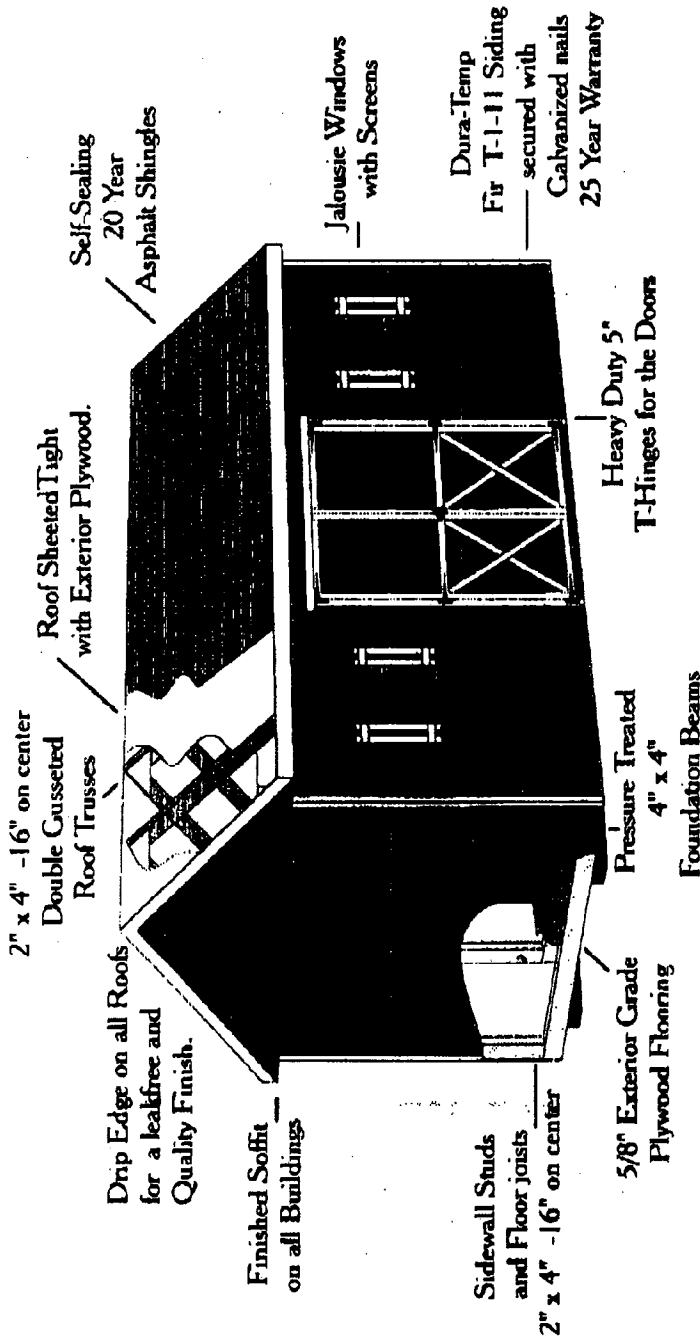 2" x 4" -16" on center
Double Gusseted
Roof Trusses
Roof Sheeted Tight
with Exterior Plywood.
Self-Sealing
20 Year
Asphalt Shingles
Drip Edge on all Roofs
for a leakfree and
Quality Finish.
Finished Soffit
on all Buildings
Jalousie Windows
with Screens
Sidewall Studs
and Floor joists
2" x 4" -16" on center
Dura-Temp
Fir T-1-11 Siding
secured with
Galvanized nails
25 Year Warranty
5/8" Exterior Grade
Plywood Flooring
Pressure Treated
4" x 4"
Foundation Beams
Heavy Duty 5"
T-Hinges for the Doors